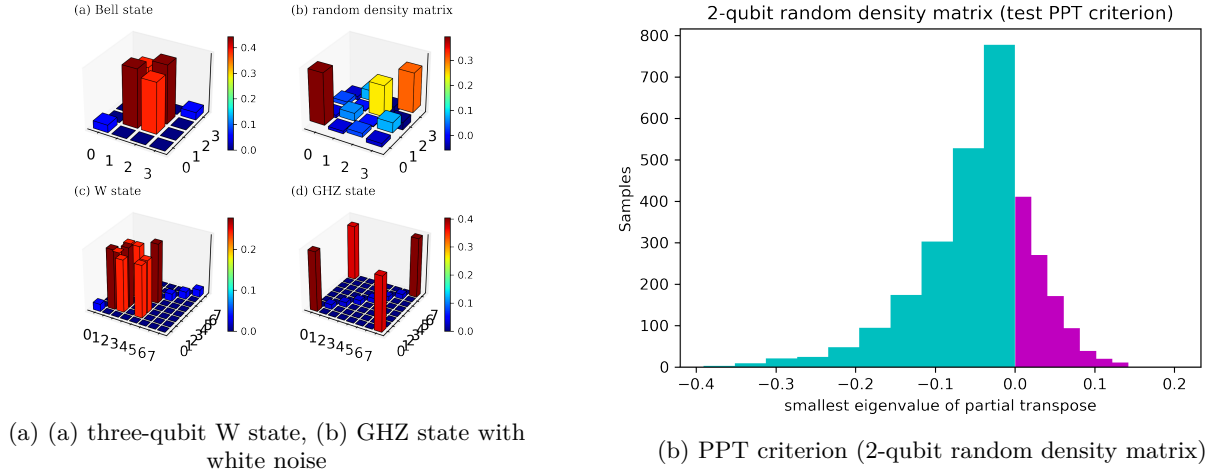 (a) Bell state
0.4
0.3
0.2
0.1
0.0
0 1 2 3
0 1 2 3
(b) random density matrix
0.3
0.2
0.1
0.0
0 1 2 3
0 1 2 3
(c) W state
0.2
0.1
0.0
01234567
01234567
(d) GHZ state
0.4
0.3
0.2
0.1
0.0
01234567
01234567
(a) (a) three-qubit W state, (b) GHZ state with
white noise
2-qubit random density matrix (test PPT criterion)
Samples
800
700
600
500
400
300
200
100
0
−0.4 −0.3 −0.2 −0.1 0.0 0.1 0.2
smallest eigenvalue of partial transpose
(b) PPT criterion (2-qubit random density matrix)